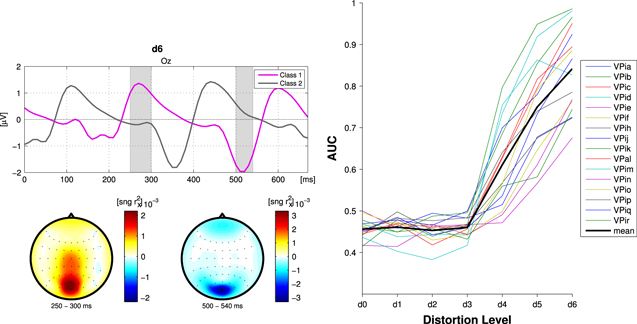 d6
Oz
Class 1
Class 2
[μV]
2
1
0
−1
−2
0 100 200 300 400 500 600 [ms]
[sng r²] x 10⁻³
3
2
1
0
−1
−2
250 − 300 ms
[sng r²] x 10⁻³
3
2
1
0
−1
−2
−3
500 − 540 ms
AUC
1
0.9
0.8
0.7
0.6
0.5
0.4
d0 d1 d2 d3 d4 d5 d6
Distortion Level
VPia
VPib
VPic
VPid
VPie
VPif
VPih
VPij
VPik
VPal
VPim
VPin
VPio
VPip
VPiq
VPir
mean